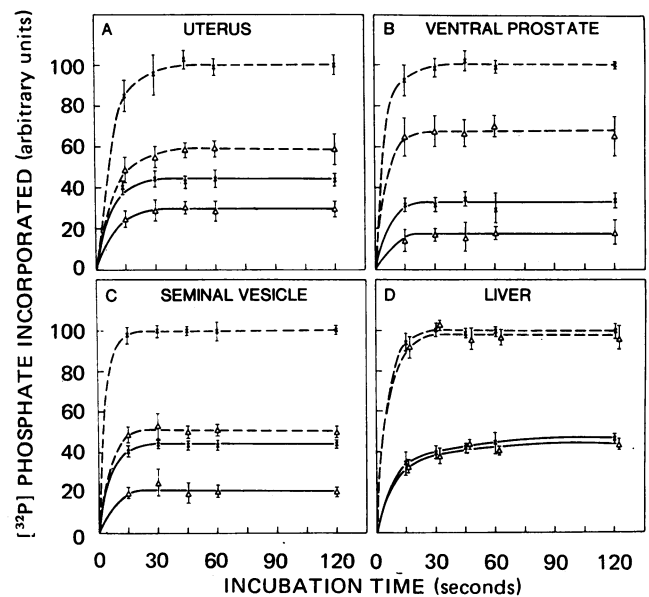 [32P] PHOSPHATE INCORPORATED (arbitrary units)
A UTERUS
100
80
60
40
20
0
B VENTRAL PROSTATE
C SEMINAL VESICLE
100
80
60
40
20
0
D LIVER
0 30 60 90 120
0 30 60 90 120
INCUBATION TIME (seconds)